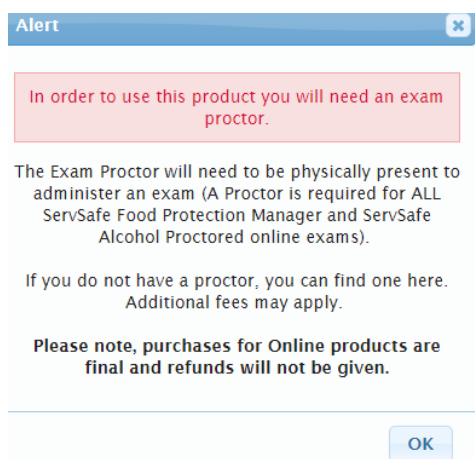 Alert
In order to use this product you will need an exam
proctor.
The Exam Proctor will need to be physically present to
administer an exam (A Proctor is required for ALL
ServSafe Food Protection Manager and ServSafe
Alcohol Proctored online exams).
If you do not have a proctor, you can find one here.
Additional fees may apply.
Please note, purchases for Online products are
final and refunds will not be given.
OK